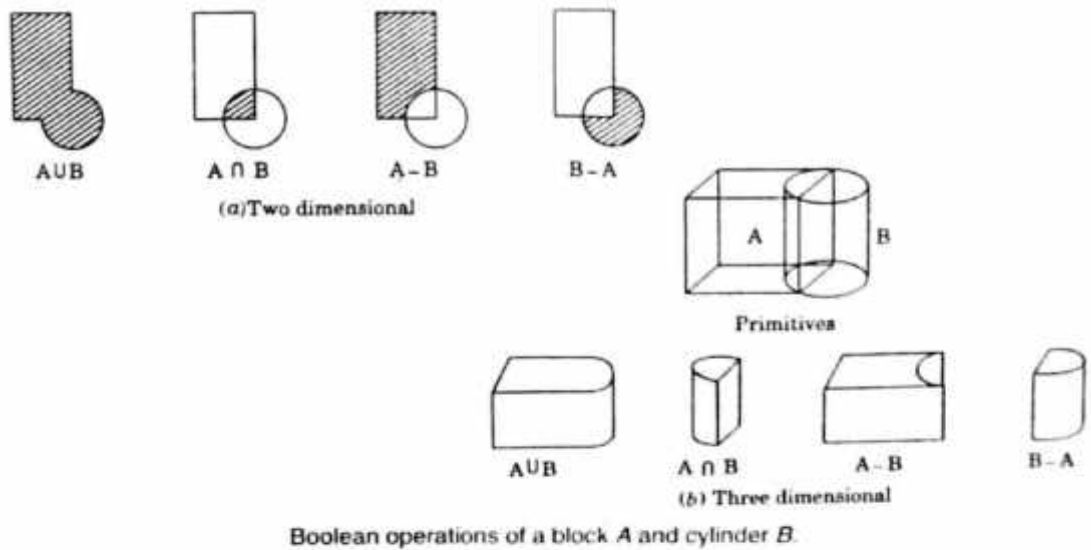 A∪B A ∩ B A – B B – A
(a)Two dimensional
A B
Primitives
A∪B A ∩ B A – B B – A
(b) Three dimensional
Boolean operations of a block A and cylinder B.